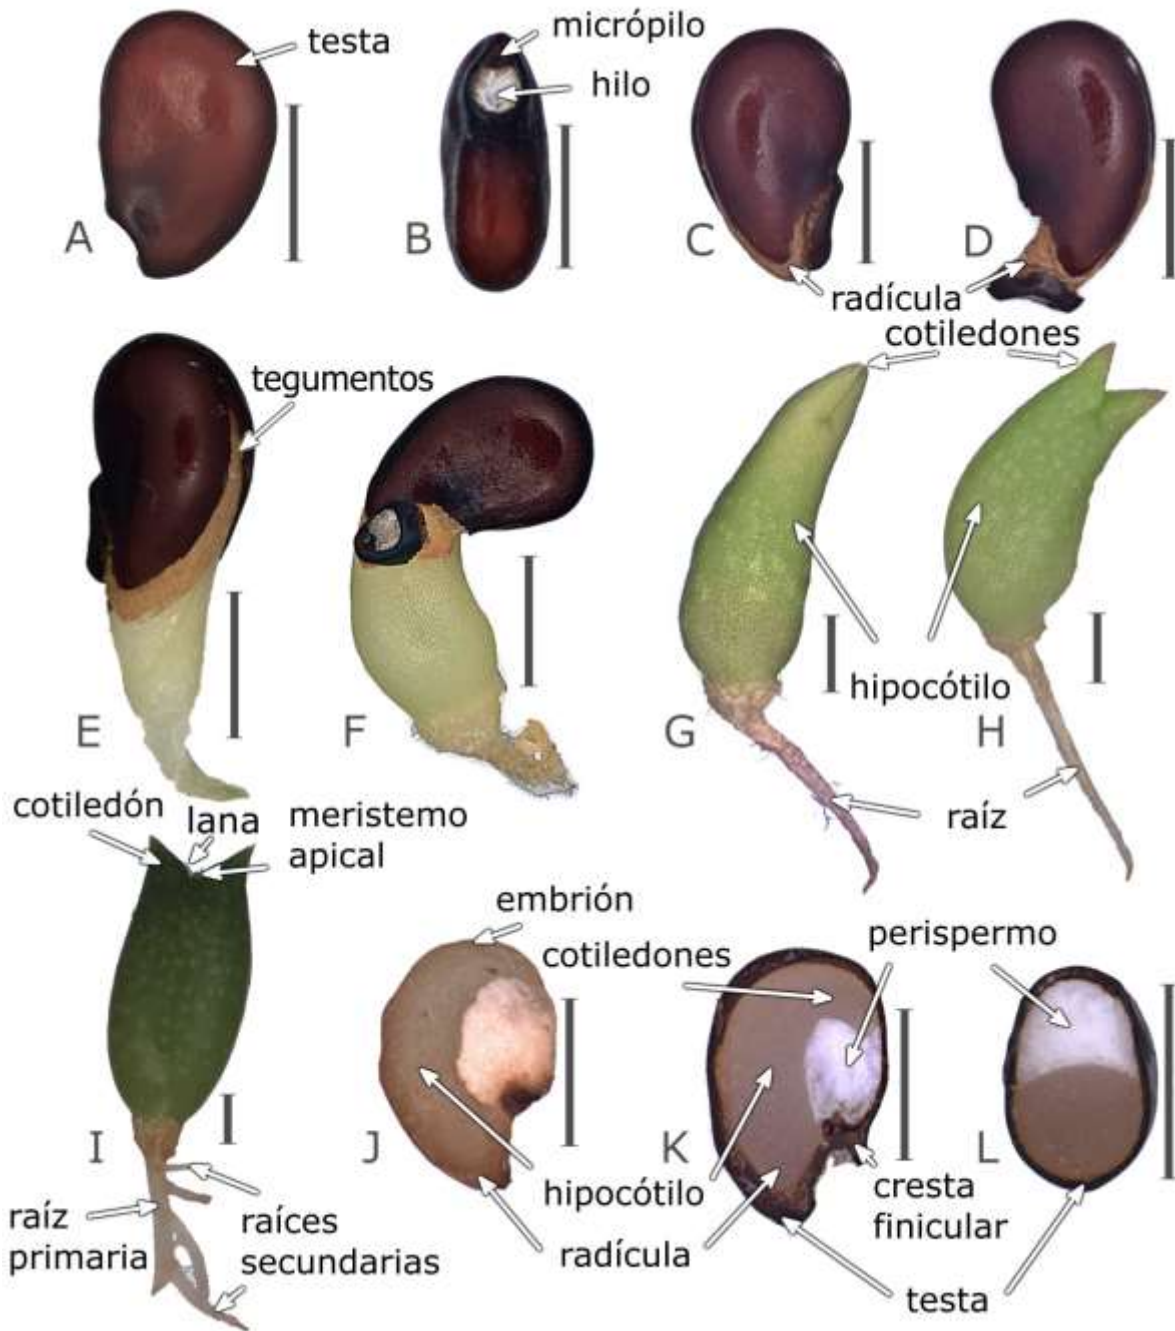 testa
micrópilo
hilo
A
B
C
D
radícula
cotiledones
tegumentos
E
F
G
H
hipocótilo
raíz
cotiledón
lana
meristemo
apical
I
raíz
primaria
raíces
secundarias
embrión
cotiledones
perispermo
J
K
L
hipocótilo
radícula
cresta
finicular
testa